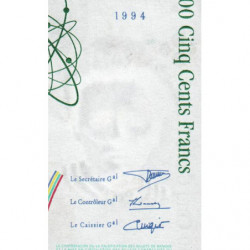 1994
00 Cinq Cents Francs
Le Secrétaire Gal
Le Contrôleur Gal
Le Caissier Gal